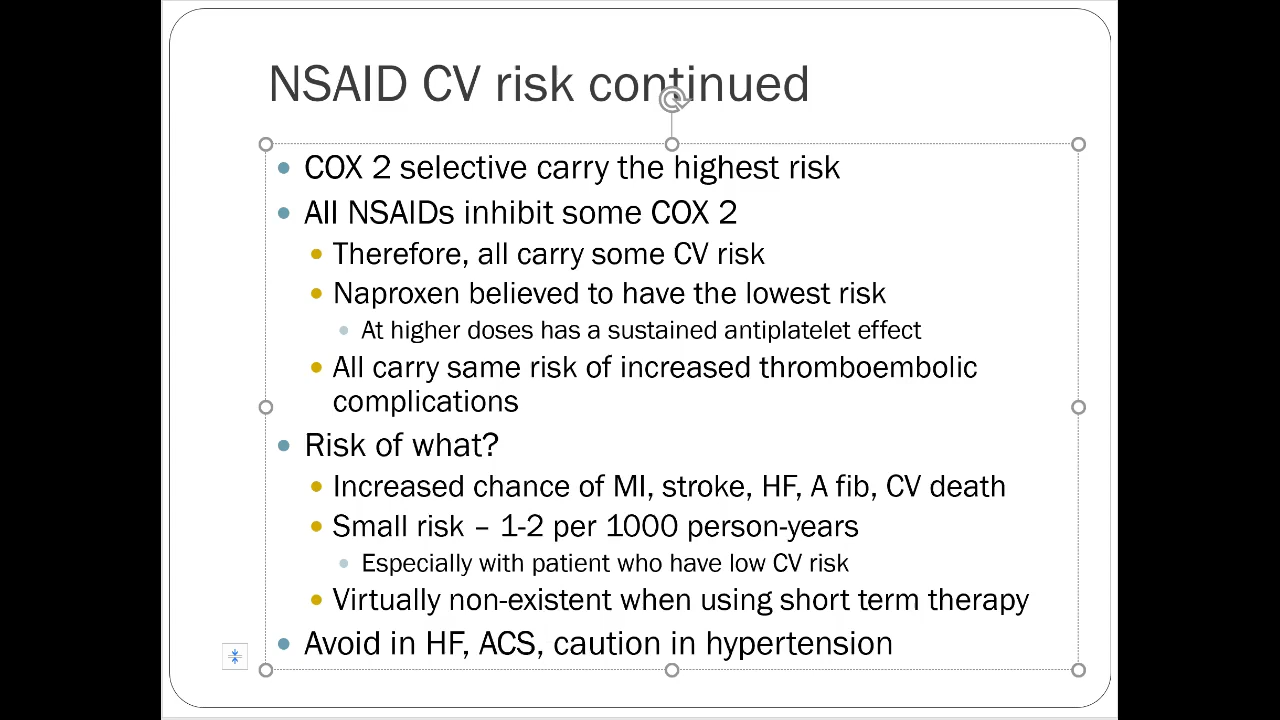 NSAID CV risk continued
COX 2 selective carry the highest risk
All NSAIDs inhibit some COX 2
Therefore, all carry some CV risk
Naproxen believed to have the lowest risk
At higher doses has a sustained antiplatelet effect
All carry same risk of increased thromboembolic
complications
Risk of what?
Increased chance of MI, stroke, HF, A fib, CV death
Small risk – 1-2 per 1000 person-years
Especially with patient who have low CV risk
Virtually non-existent when using short term therapy
Avoid in HF, ACS, caution in hypertension